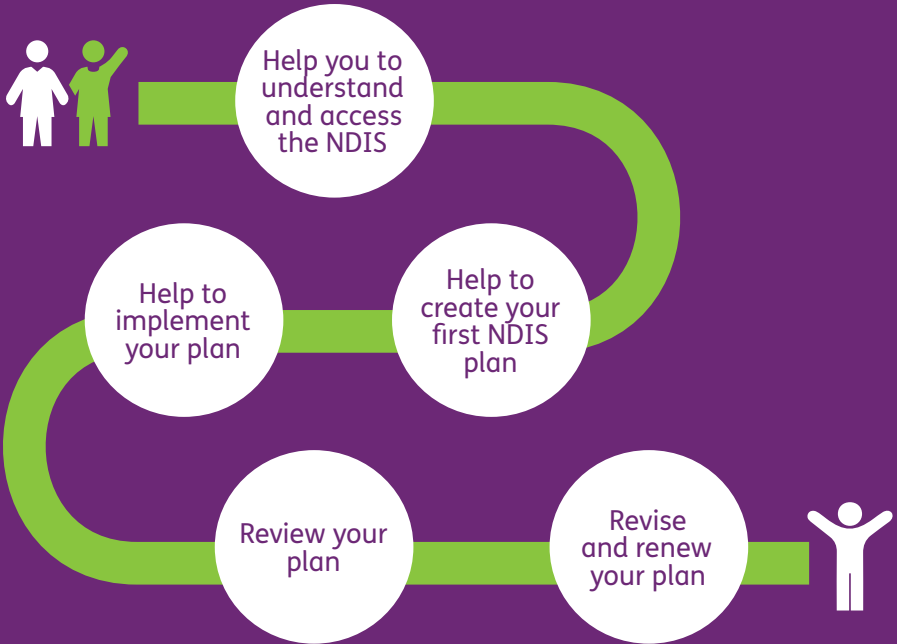 Help you to
understand
and access
the NDIS
Help to
create your
first NDIS
plan
Help to
implement
your plan
Review your
plan
Revise
and renew
your plan